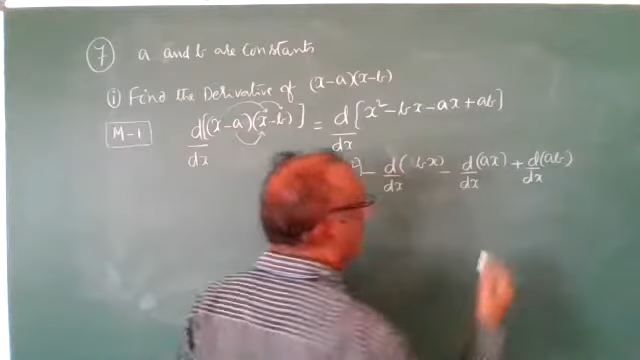 7 a and b are constants
(i) Find the Derivative of (x-a)(x-b)
M-1 d/dx [(x-a)(x-b)] = d/dx [x² - bx - ax + ab]
²) - d/dx (bx) - d/dx (ax) + d/dx (ab)